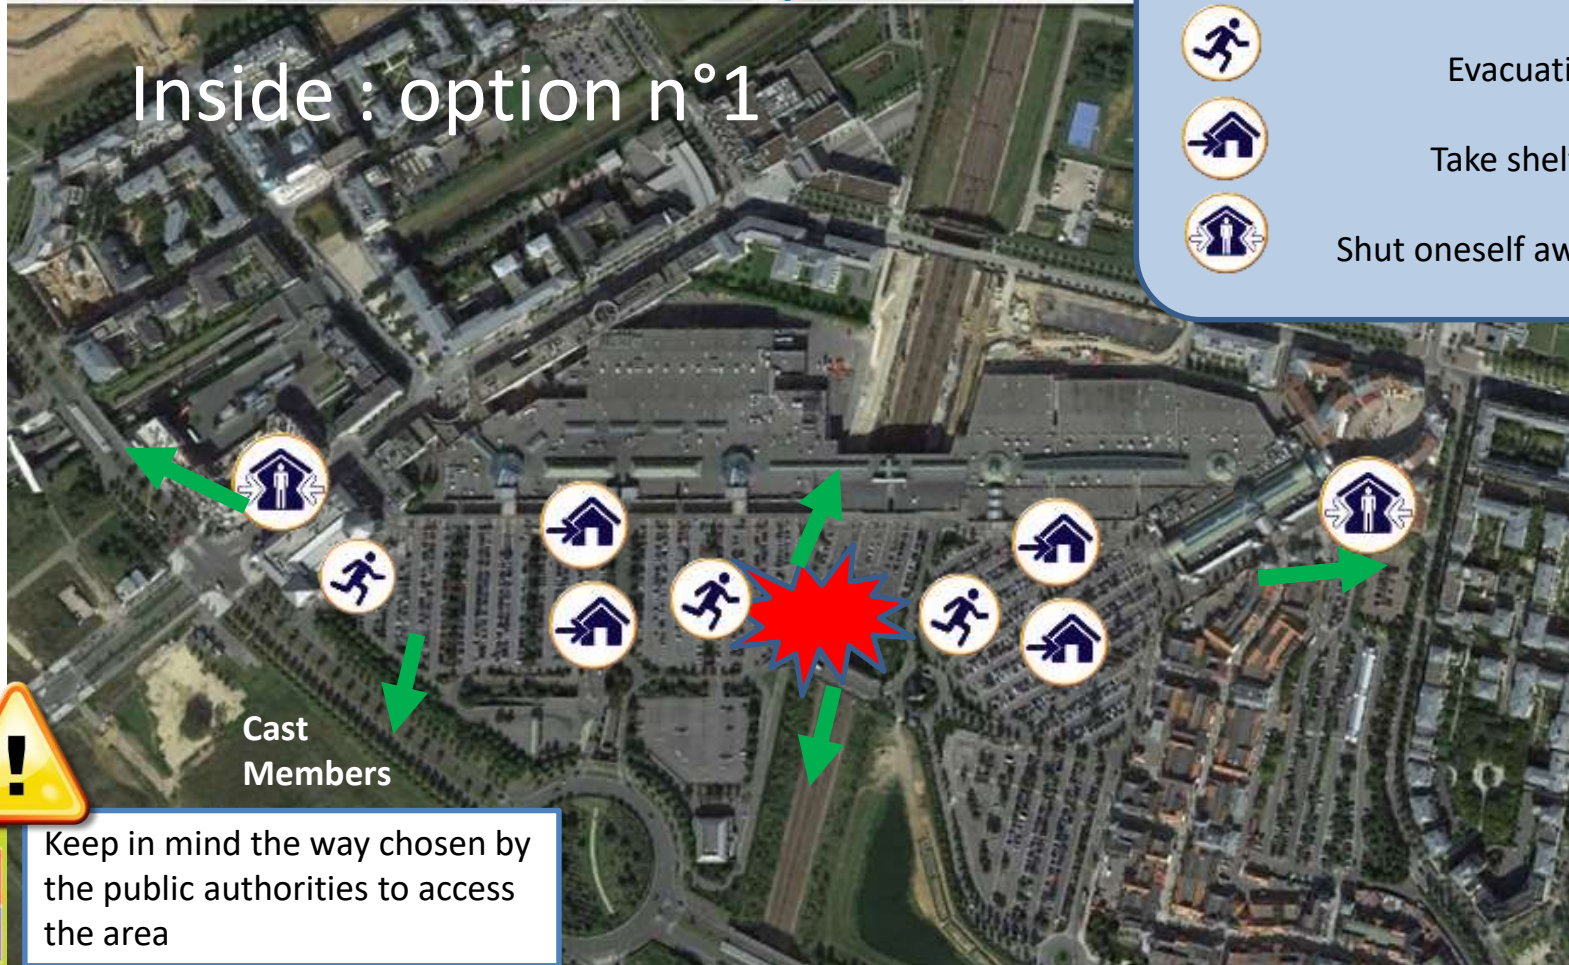 Inside : option n°1
Evacuati
Take shel
Shut oneself aw
Cast
Members
!
Keep in mind the way chosen by
the public authorities to access
the area